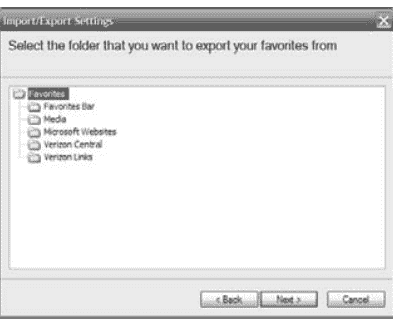 Import/Export Settings
Select the folder that you want to export your favorites from
Favorites
Favorites Bar
Media
Microsoft Websites
Verizon Central
Verizon Links
< Back Next > Cancel